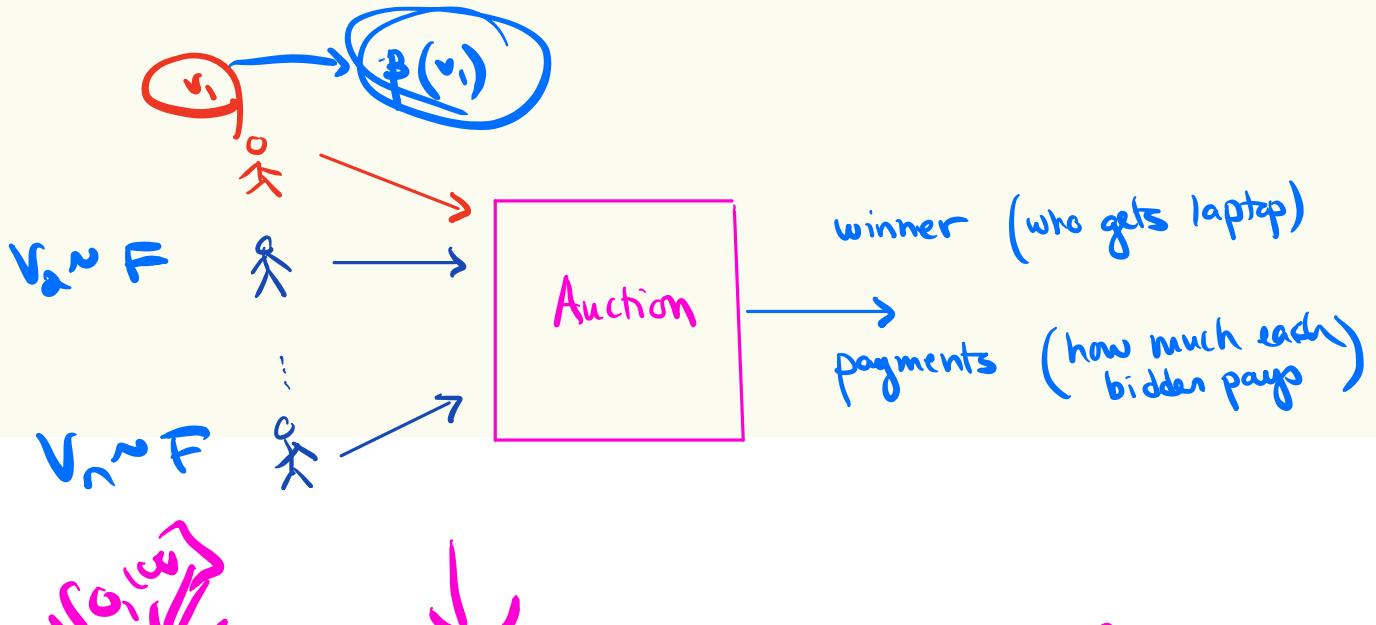 v₁ β(v₁)
V₂ ~ F
Auction
winner (who gets laptop)
payments (how much each
bidder pays)
Vₙ ~ F